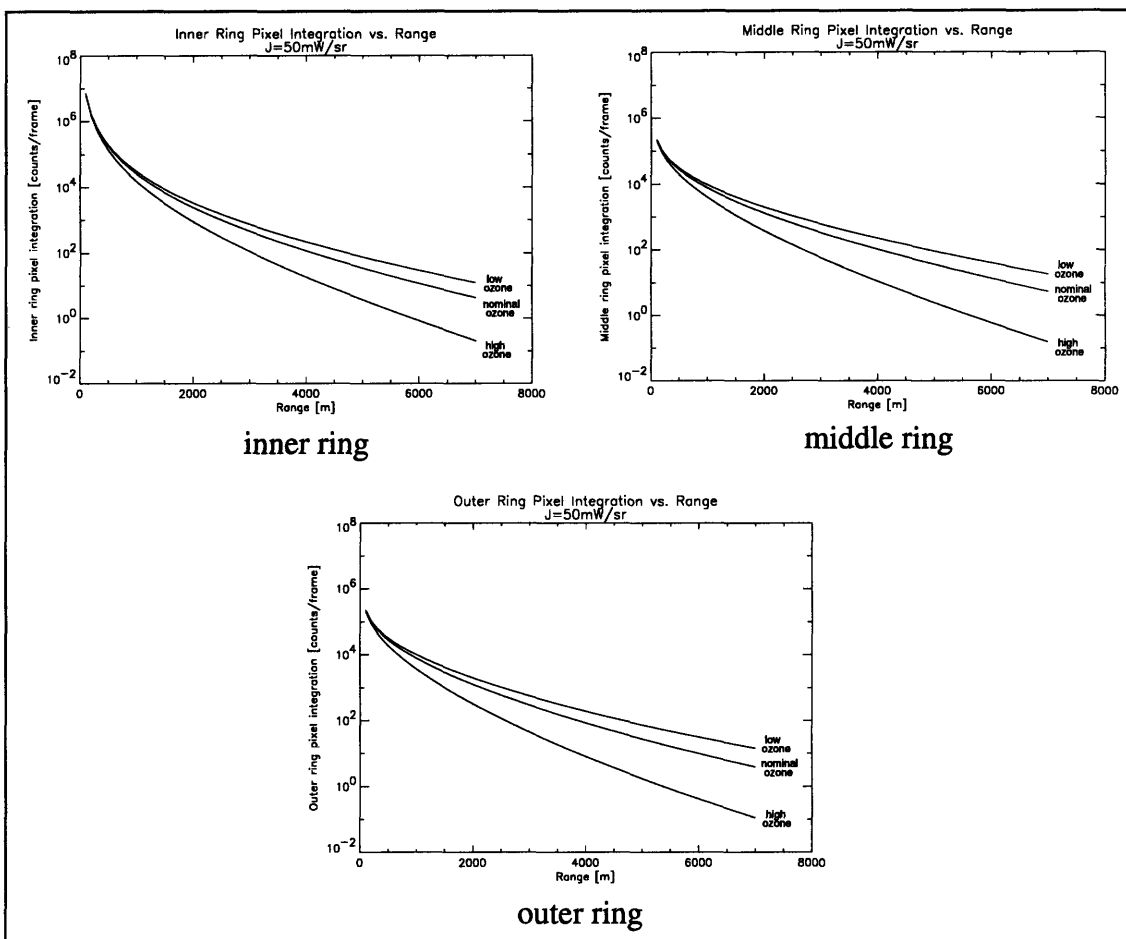 Inner Ring Pixel Integration vs. Range
J=50mW/sr
Inner ring pixel integration [counts/frame]
10^8
10^6
10^4
10^2
10^0
10^-2
low
ozone
nominal
ozone
high
ozone
0 2000 4000 6000 8000
Range [m]
inner ring
Middle Ring Pixel Integration vs. Range
J=50mW/sr
Middle ring pixel integration [counts/frame]
10^8
10^6
10^4
10^2
10^0
10^-2
low
ozone
nominal
ozone
high
ozone
0 2000 4000 6000 8000
Range [m]
middle ring
Outer Ring Pixel Integration vs. Range
J=50mW/sr
Outer ring pixel integration [counts/frame]
10^8
10^6
10^4
10^2
10^0
10^-2
low
ozone
nominal
ozone
high
ozone
0 2000 4000 6000 8000
Range [m]
outer ring